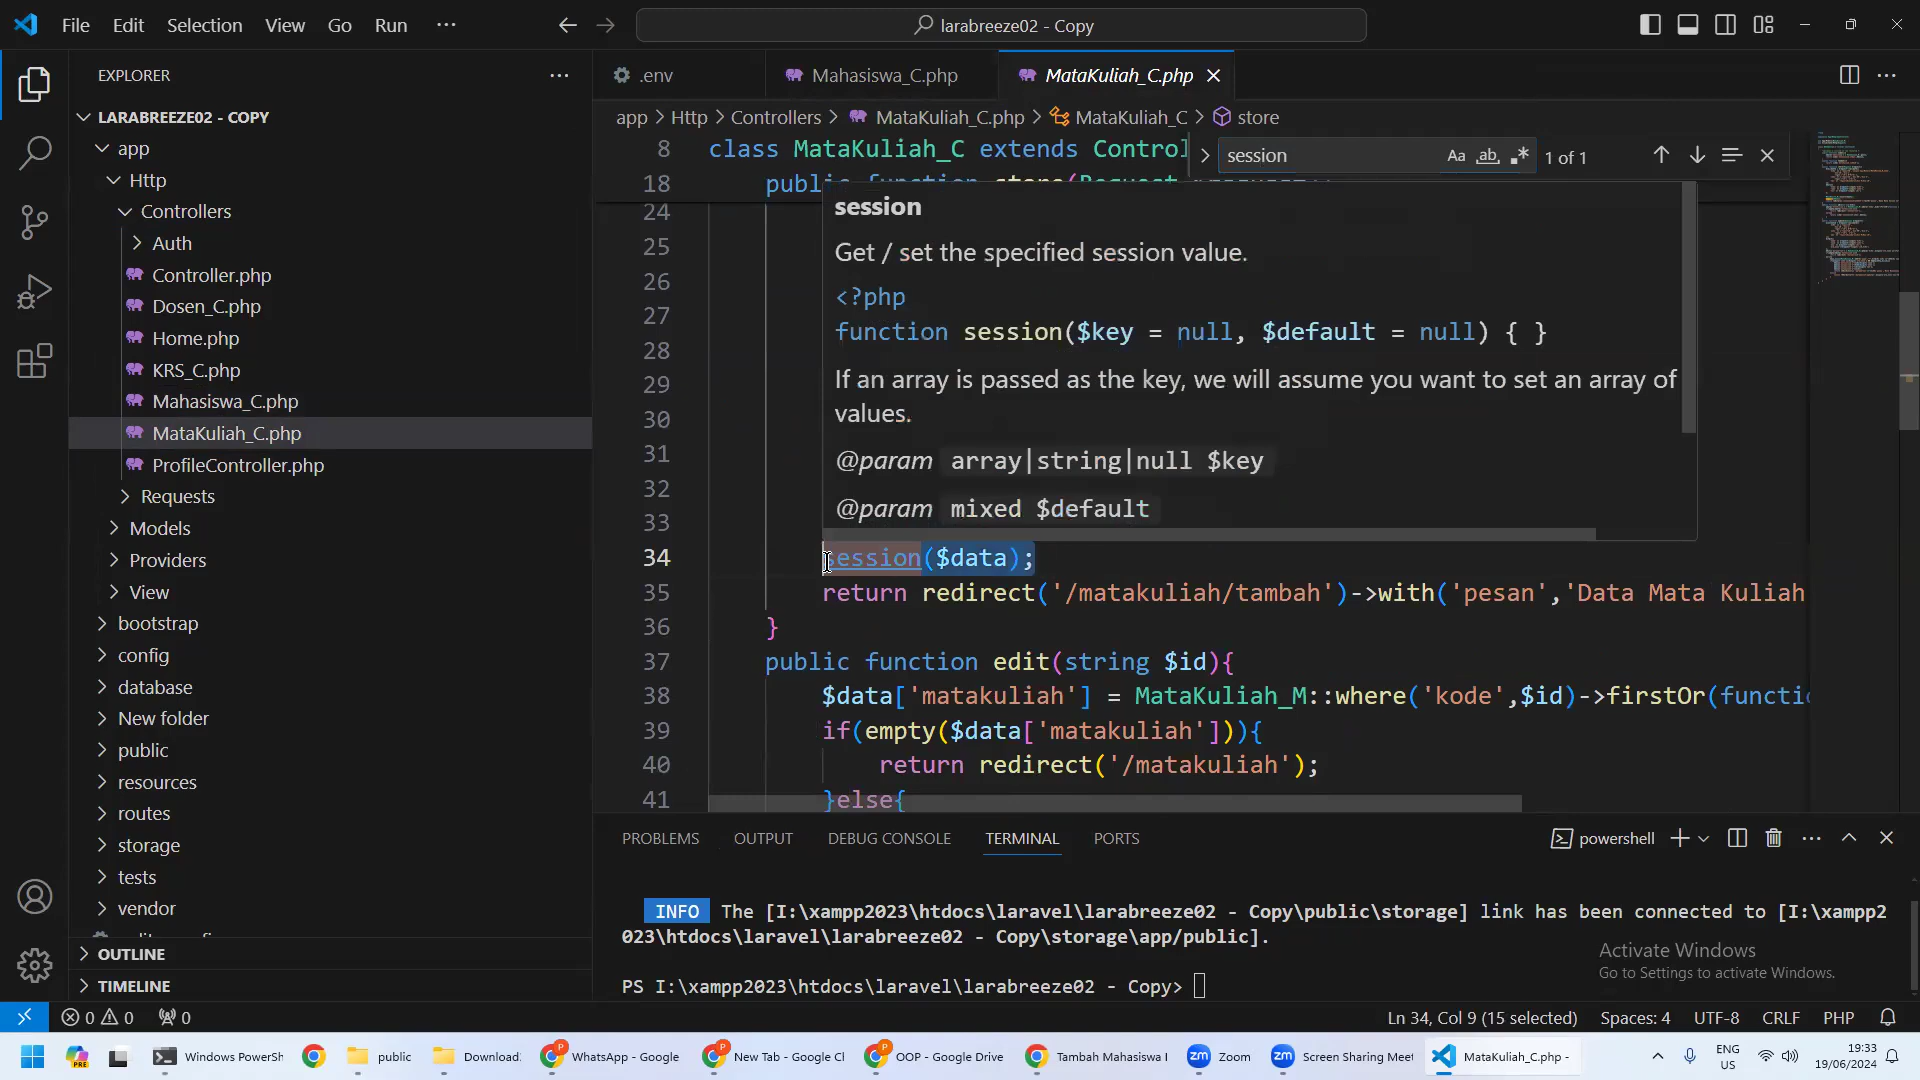 File Edit Selection View Go Run ···
larabreeze02 - Copy
EXPLORER ···
LARABREEZE02 - COPY
app
Http
Controllers
Auth
Controller.php
Dosen_C.php
Home.php
KRS_C.php
Mahasiswa_C.php
MataKuliah_C.php
ProfileController.php
Requests
Models
Providers
View
bootstrap
config
database
New folder
public
resources
routes
storage
tests
vendor
OUTLINE
TIMELINE
.env Mahasiswa_C.php MataKuliah_C.php
app > Http > Controllers > MataKuliah_C.php > MataKuliah_C > store
session Aa ab 1 of 1
8 class MataKuliah_C extends Control
18 public function store(Request
24
25
26
27
28
29
30
31
32
33
session
Get / set the specified session value.
<?php
function session($key = null, $default = null) { }
If an array is passed as the key, we will assume you want to set an array of
values.
@param array|string|null $key
@param mixed $default
34 session($data);
35 return redirect('/matakuliah/tambah')->with('pesan','Data Mata Kuliah
36 }
37 public function edit(string $id){
38 $data['matakuliah'] = MataKuliah_M::where('kode',$id)->firstOr(functio
39 if(empty($data['matakuliah'])){
40 return redirect('/matakuliah');
41 }else{
PROBLEMS OUTPUT DEBUG CONSOLE TERMINAL PORTS
powershell
INFO The [I:\xampp2023\htdocs\laravel\larabreeze02 - Copy\public\storage] link has been connected to [I:\xampp2
023\htdocs\laravel\larabreeze02 - Copy\storage\app/public].
PS I:\xampp2023\htdocs\laravel\larabreeze02 - Copy>
Activate Windows
Go to Settings to activate Windows.
0 0 0
Ln 34, Col 9 (15 selected) Spaces: 4 UTF-8 CRLF PHP
PRE Windows PowerSh public Download WhatsApp - Google New Tab - Google Cl OOP - Google Drive Tambah Mahasiswa zm Zoom zm Screen Sharing Meet MataKuliah_C.php -
ENG
US
19:33
19/06/2024